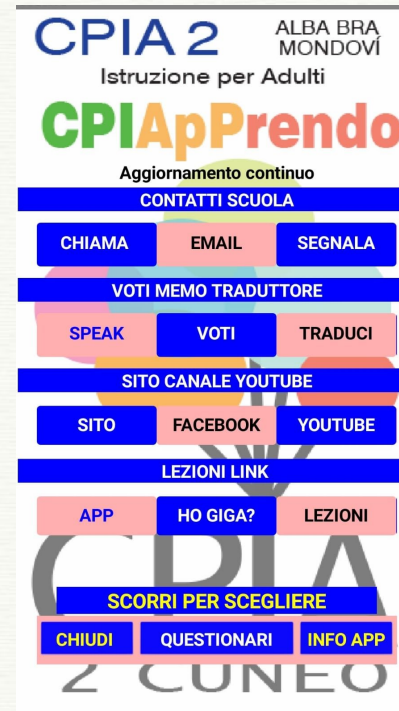 CPIA 2 ALBA BRA
MONDOVÍ
Istruzione per Adulti
CPIApPrendo
Aggiornamento continuo
CONTATTI SCUOLA
CHIAMA EMAIL SEGNALA
VOTI MEMO TRADUTTORE
SPEAK VOTI TRADUCI
SITO CANALE YOUTUBE
SITO FACEBOOK YOUTUBE
LEZIONI LINK
APP HO GIGA? LEZIONI
CPIA
SCORRI PER SCEGLIERE
CHIUDI QUESTIONARI INFO APP
2 CUNEO